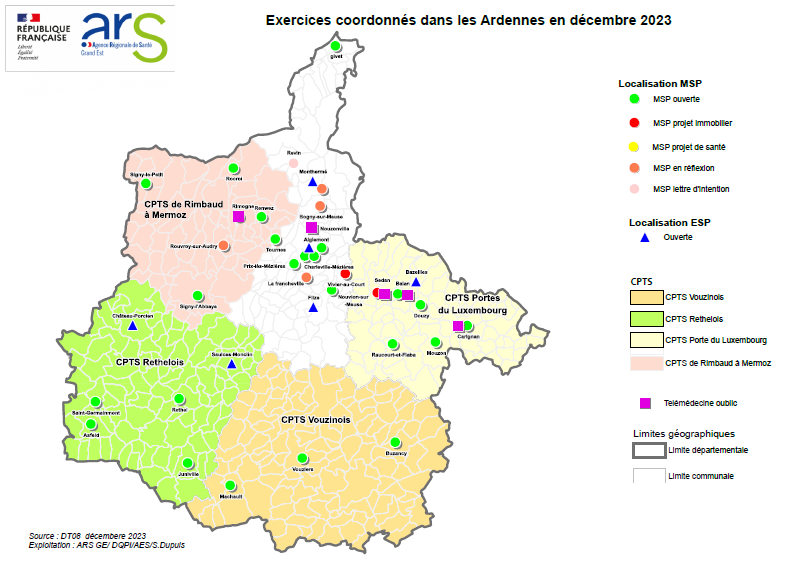 RÉPUBLIQUE
FRANÇAISE
Liberté
Égalité
Fraternité
ars
Agence Régionale de Santé
Grand Est
Exercices coordonnés dans les Ardennes en décembre 2023
givet
Revin
Monthermé
Signy-le-Petit
Rocroi
CPTS de Rimbaud
à Mermoz
Rimogne
Renwez
Bogny-sur-Meuse
Nouzonville
Rouvroy-sur-Audry
Tournes
Aiglemont
Prix-lès-Mézières
Charleville-Mézières
La francheville
Vivier-au-Court
Nouvion-sur
-Meuse
Flize
Signy-l'Abbaye
Sedan
Balan
Bazeilles
CPTS Portes
du Luxembourg
Douzy
Carignan
Mouzon
Raucourt-et-Flaba
Château-Porcien
CPTS Rethelois
Saulces-Monclin
Saint-Germainmont
Asfeld
Rethel
Juniville
CPTS Vouzinois
Vouziers
Buzancy
Machault
Localisation MSP
MSP ouverte
MSP projet immobilier
MSP projet de santé
MSP en réflexion
MSP lettre d'intention
Localisation ESP
Ouverte
CPTS
CPTS Vouzinois
CPTS Rethelois
CPTS Porte du Luxembourg
CPTS de Rimbaud à Mermoz
Telémédecine oublic
Limites géographiques
Limite départementale
Limite communale
Source : DT08 décembere 2023
Exploitation : ARS GE/ DQPI/AES/S.Dupuis